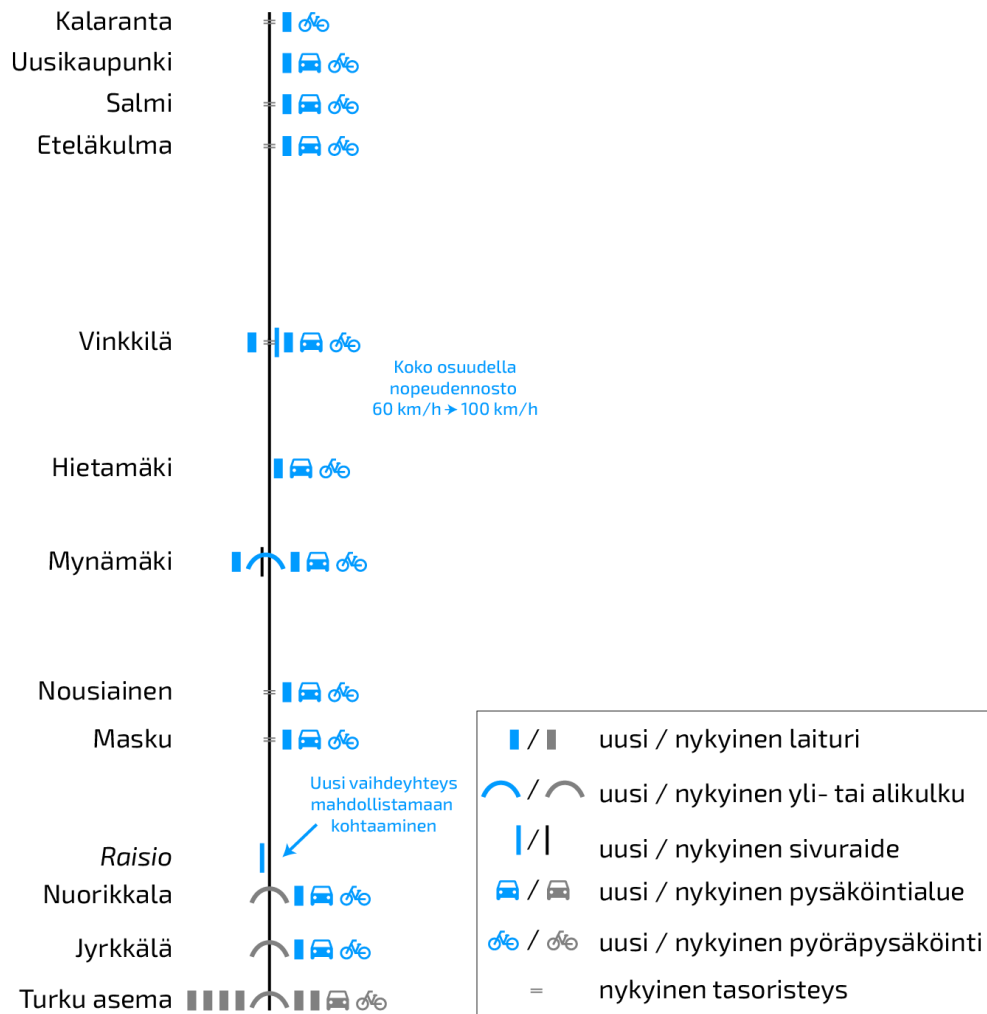 Kalaranta
Uusikaupunki
Salmi
Eteläkulma
Vinkkilä
Koko osuudella
nopeudennosto
60 km/h ➤ 100 km/h
Hietamäki
Mynämäki
Nousiainen
Masku
Uusi vaihdeyhteys
mahdollistamaan
kohtaaminen
Raisio
Nuorikkala
Jyrkkälä
Turku asema
/ uusi / nykyinen laituri
/ uusi / nykyinen yli- tai alikulku
/ uusi / nykyinen sivuraide
/ uusi / nykyinen pysäköintialue
/ uusi / nykyinen pyöräpysäköinti
= nykyinen tasoristeys